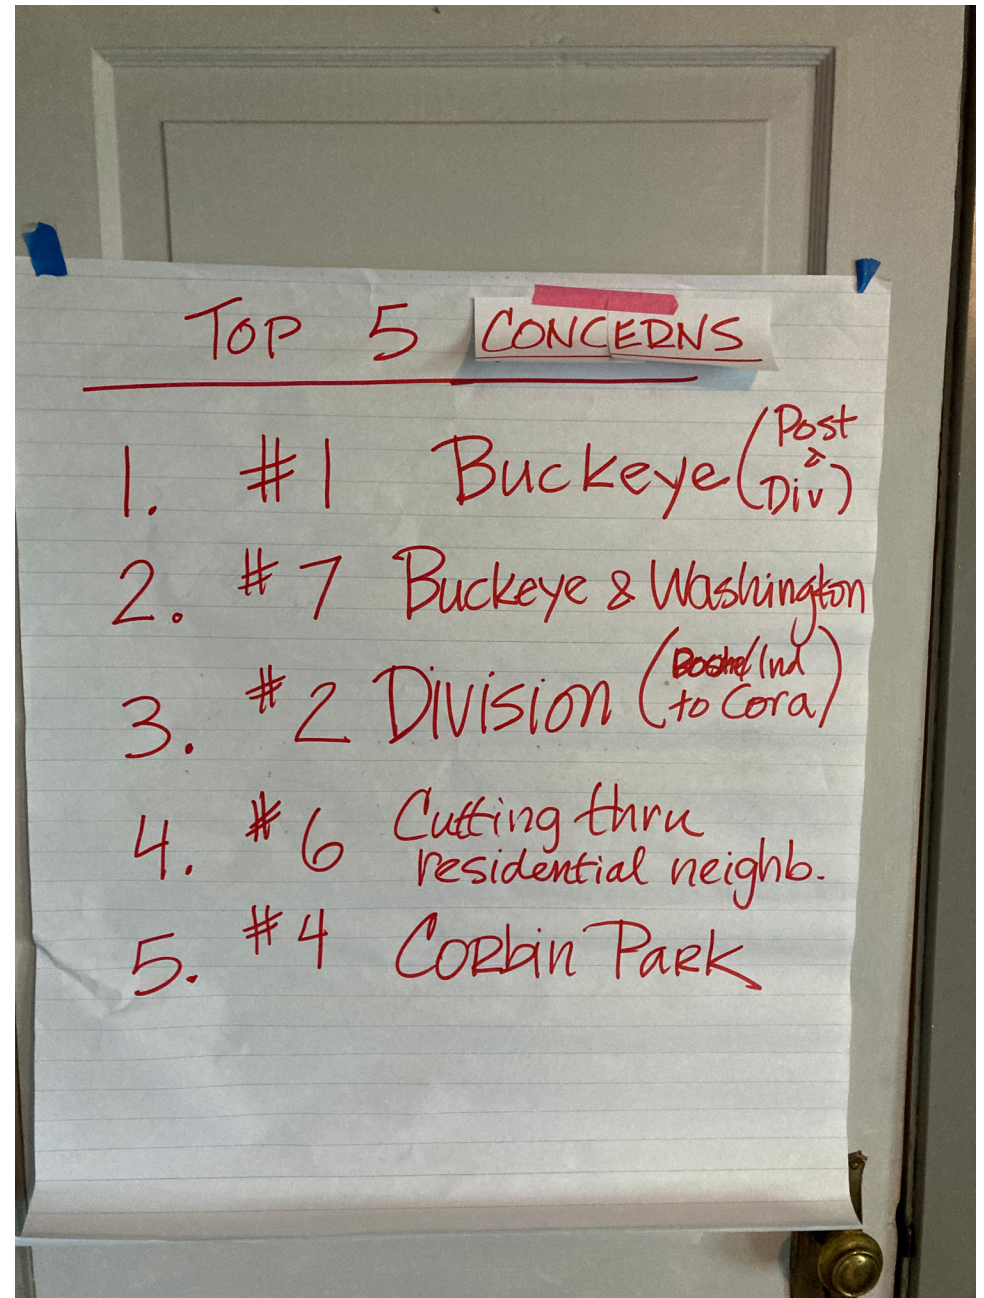 TOP 5 CONCERNS
1. #1 Buckeye (Post & Div)
2. #7 Buckeye & Washington
3. #2 Division (/Ind to Cora)
4. #6 Cutting thru
residential neighb.
5. #4 Corbin Park